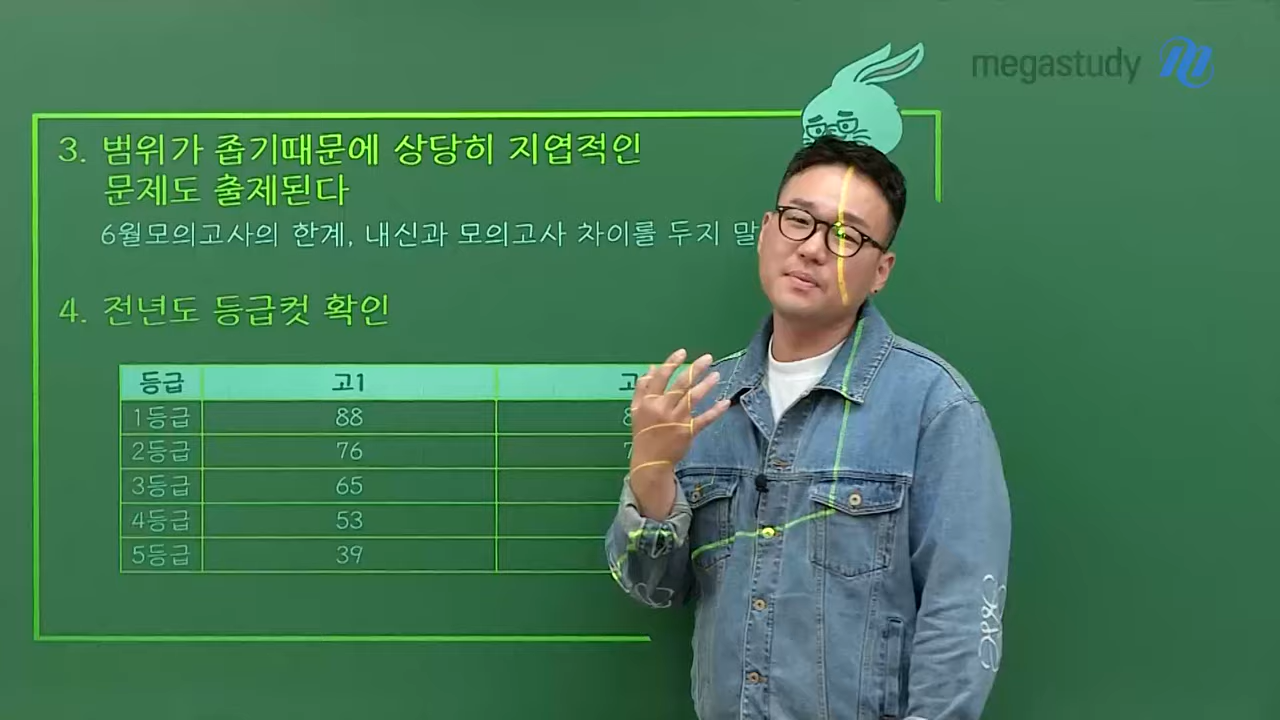 megastudy
3. 범위가 좁기때문에 상당히 지엽적인
문제도 출제된다
6월모의고사의 한계, 내신과 모의고사 차이를 두지 말
4. 전년도 등급컷 확인
등급 고1
1등급 88
2등급 76
3등급 65
4등급 53
5등급 39